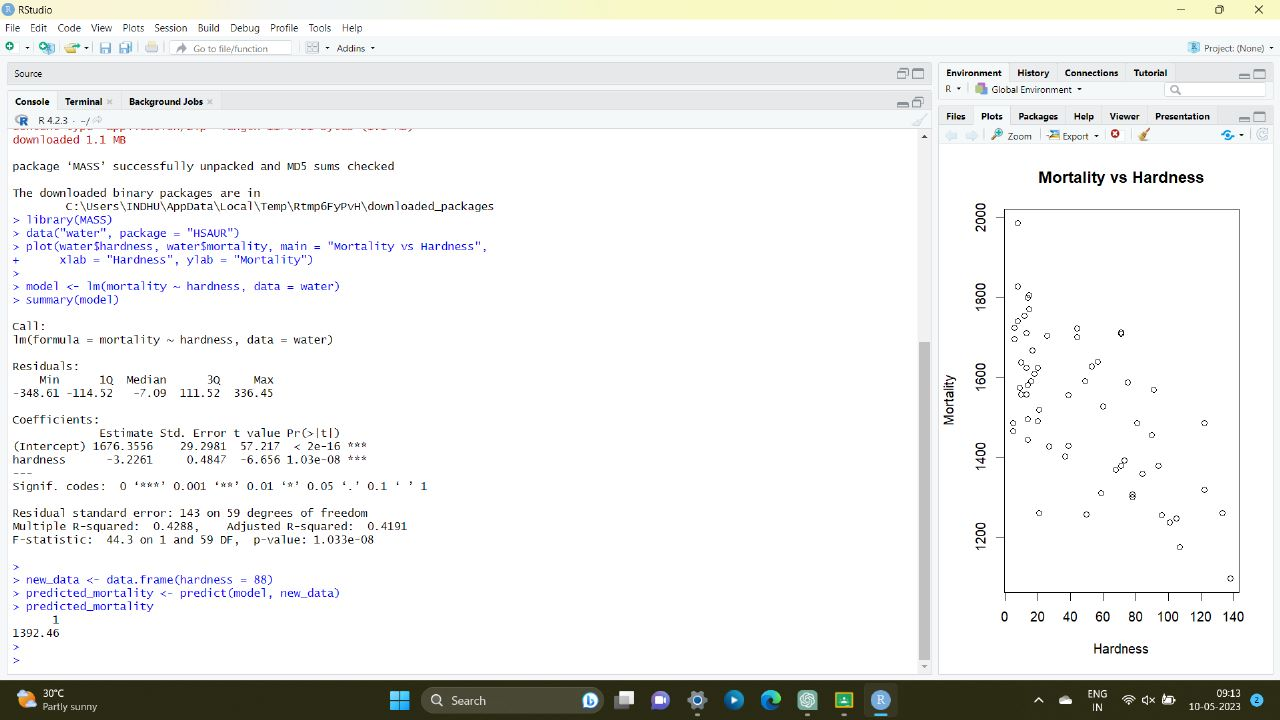 RStudio
File Edit Code View Plots Session Build Debug Profile Tools Help
Go to file/function Addins Project: (None)
Source
Console Terminal Background Jobs
R 4.2.3 · ~/
downloaded 1.1 MB
package ‘MASS’ successfully unpacked and MD5 sums checked
The downloaded binary packages are in
C:\Users\INDHU\AppData\Local\Temp\Rtmp6FyPvH\downloaded_packages
> library(MASS)
> data("water", package = "HSAUR")
> plot(water$hardness, water$mortality, main = "Mortality vs Hardness",
+ xlab = "Hardness", ylab = "Mortality")
>
> model <- lm(mortality ~ hardness, data = water)
> summary(model)
Call:
lm(formula = mortality ~ hardness, data = water)
Residuals:
Min 1Q Median 3Q Max
-348.61 -114.52 -7.09 111.52 336.45
Coefficients:
Estimate Std. Error t value Pr(>|t|)
(Intercept) 1676.3556 29.2981 57.217 < 2e-16 ***
hardness -3.2261 0.4847 -6.656 1.03e-08 ***
---
Signif. codes: 0 ‘***’ 0.001 ‘**’ 0.01 ‘*’ 0.05 ‘.’ 0.1 ‘ ’ 1
Residual standard error: 143 on 59 degrees of freedom
Multiple R-squared: 0.4288, Adjusted R-squared: 0.4191
F-statistic: 44.3 on 1 and 59 DF, p-value: 1.033e-08
>
> new_data <- data.frame(hardness = 88)
> predicted_mortality <- predict(model, new_data)
> predicted_mortality
1
1392.46
>
>
Environment History Connections Tutorial
R Global Environment
Files Plots Packages Help Viewer Presentation
Zoom Export
Mortality vs Hardness
2000
1800
1600
1400
1200
Mortality
0 20 40 60 80 100 120 140
Hardness
30°C
Partly sunny
Search
ENG
IN
09:13
10-05-2023
2